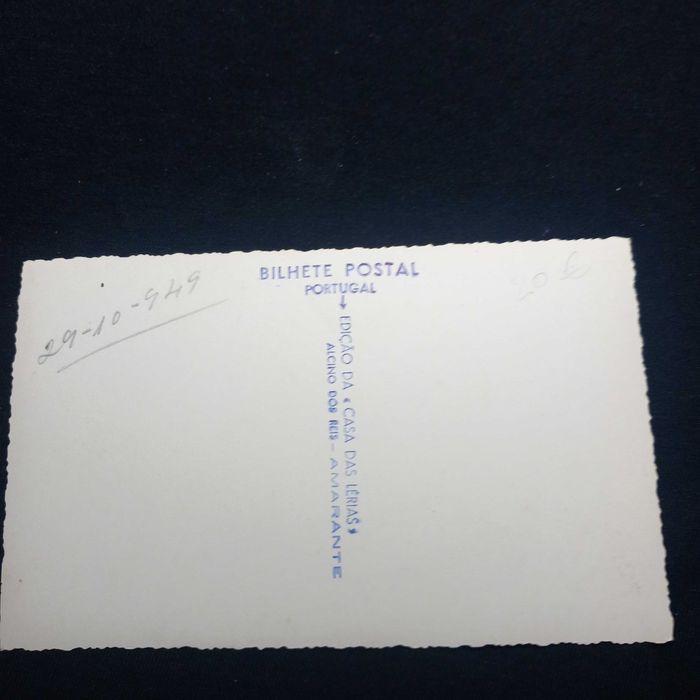 29-10-949
BILHETE POSTAL
PORTUGAL
EDIÇÃO DA « CASA DAS LÉRIAS »
ALCINO DOS REIS — AMARANTE